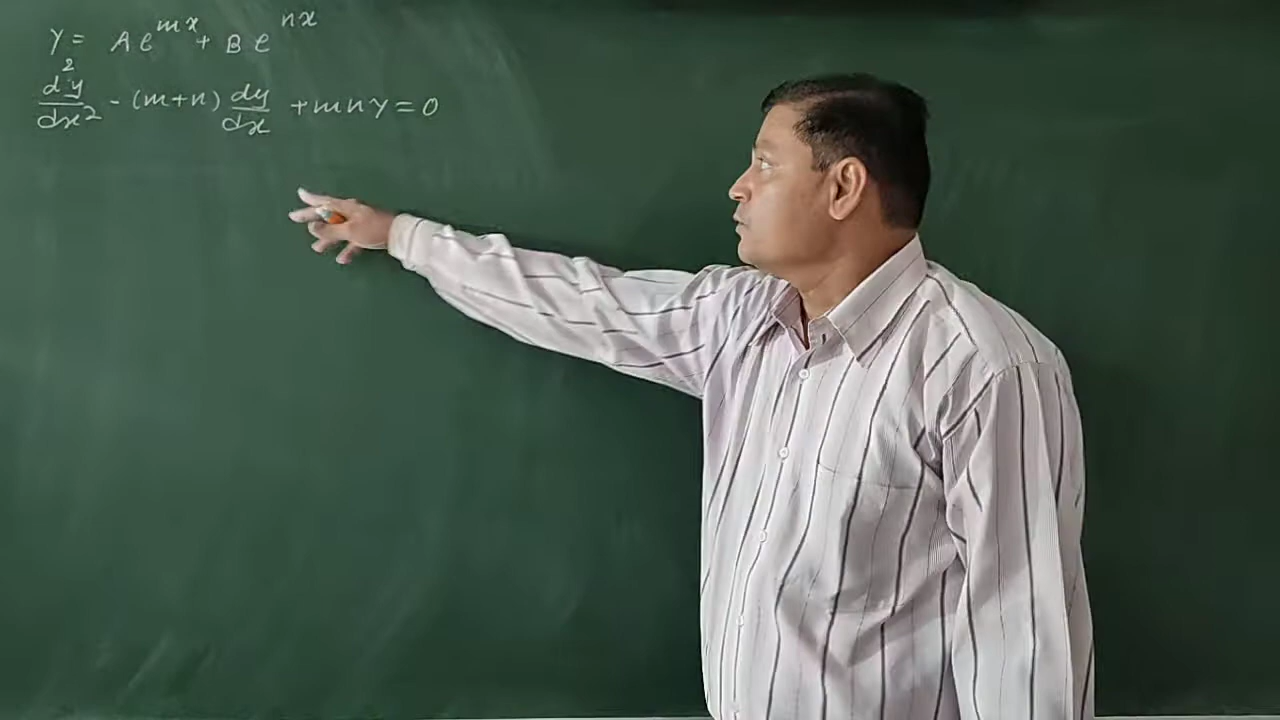 y = Ae^{mx} + Be^{nx}
d²y/dx² - (m+n) dy/dx + mny = 0